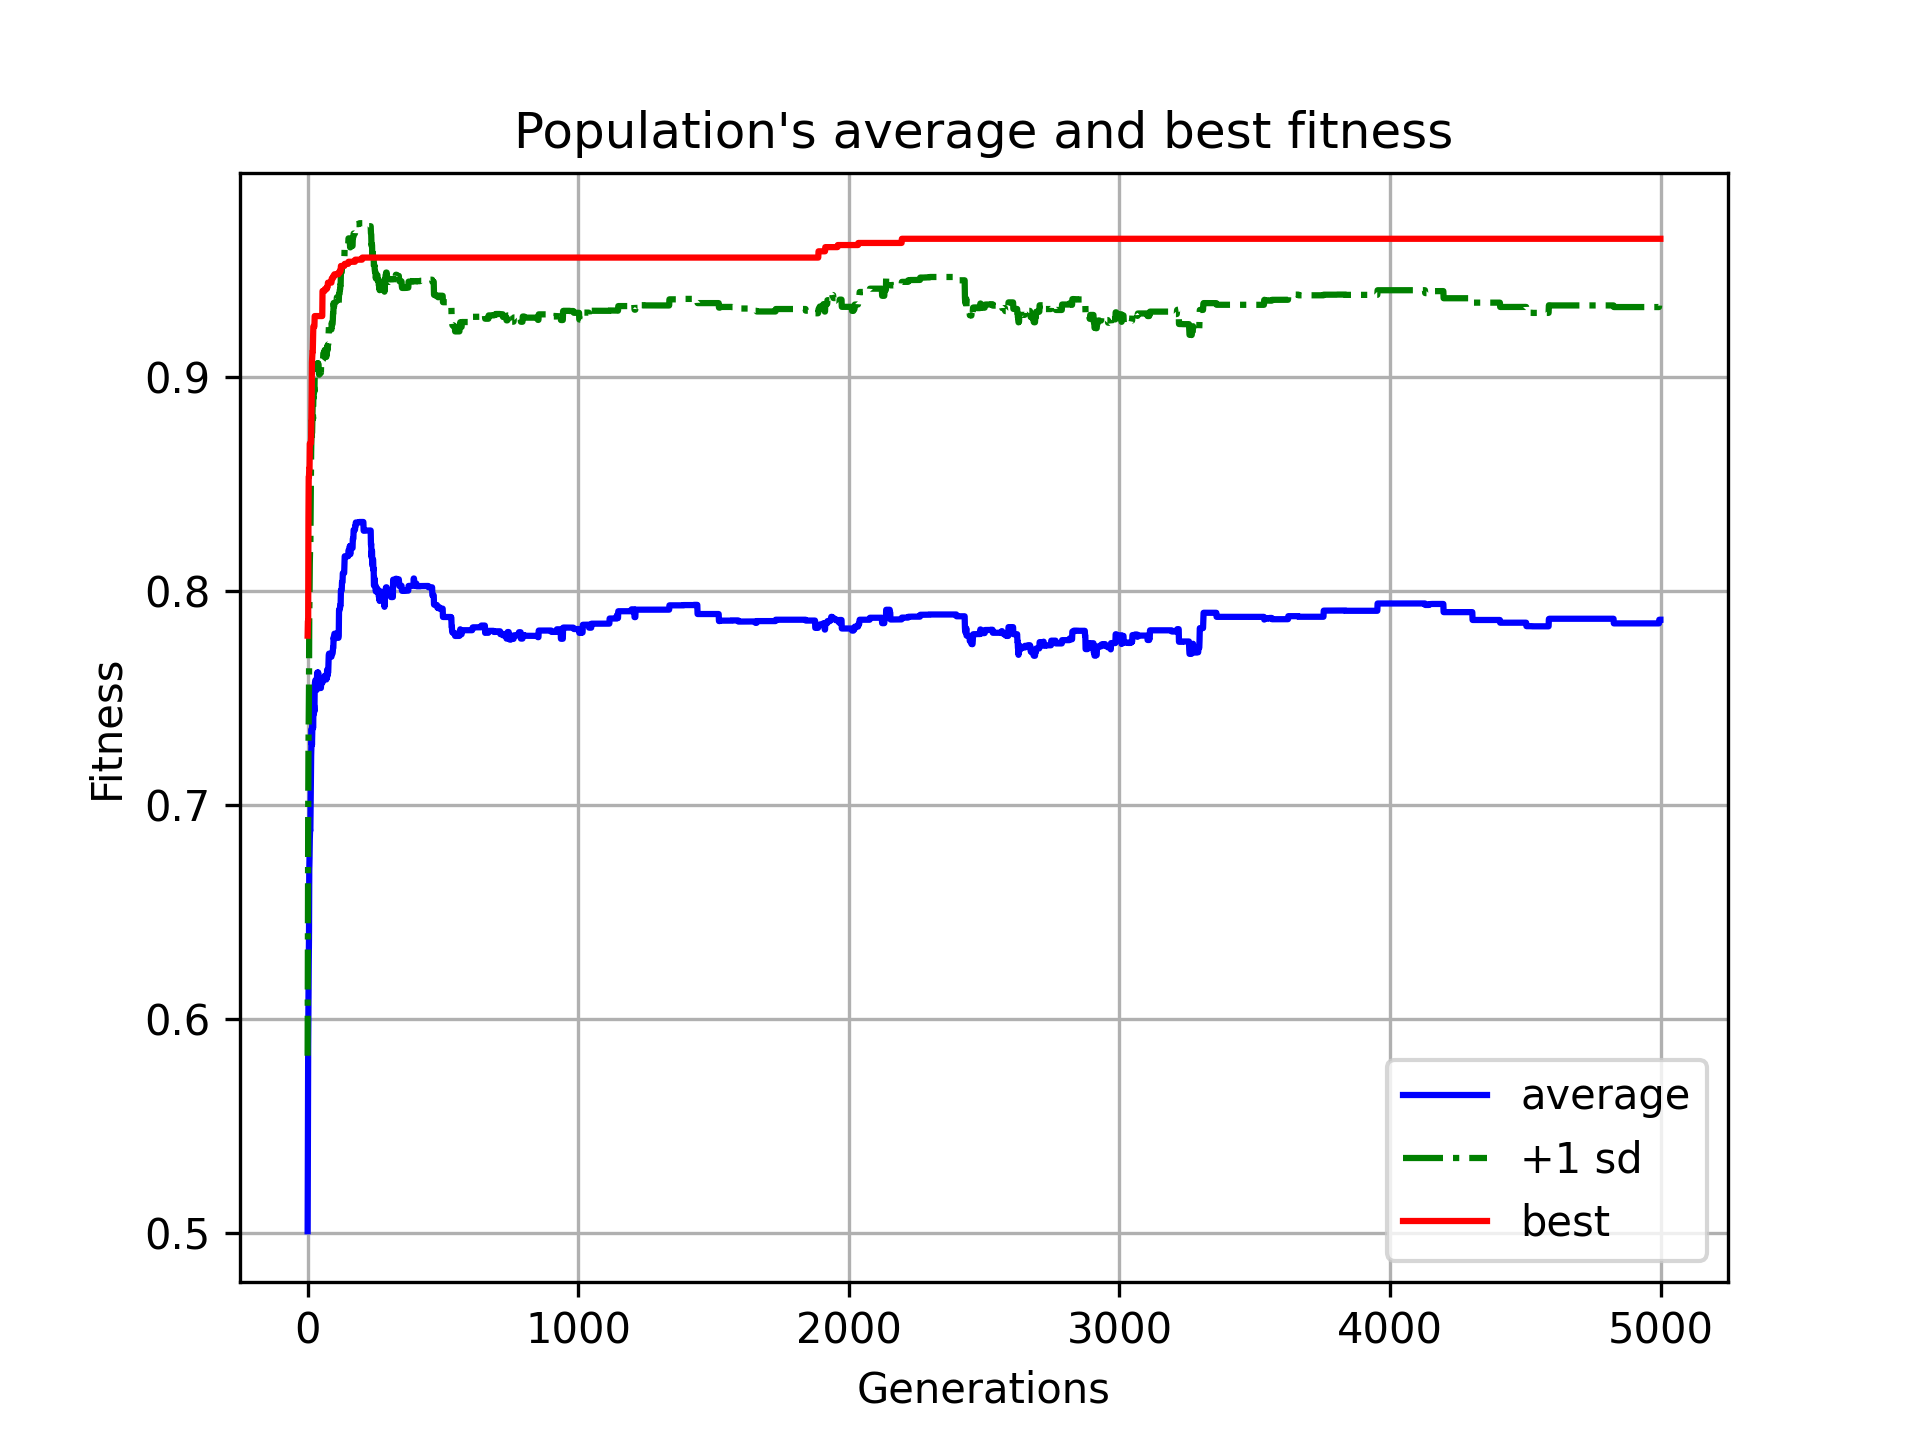 Population's average and best fitness
Fitness
0.9
0.8
0.7
0.6
0.5
average
+1 sd
best
0 1000 2000 3000 4000 5000
Generations